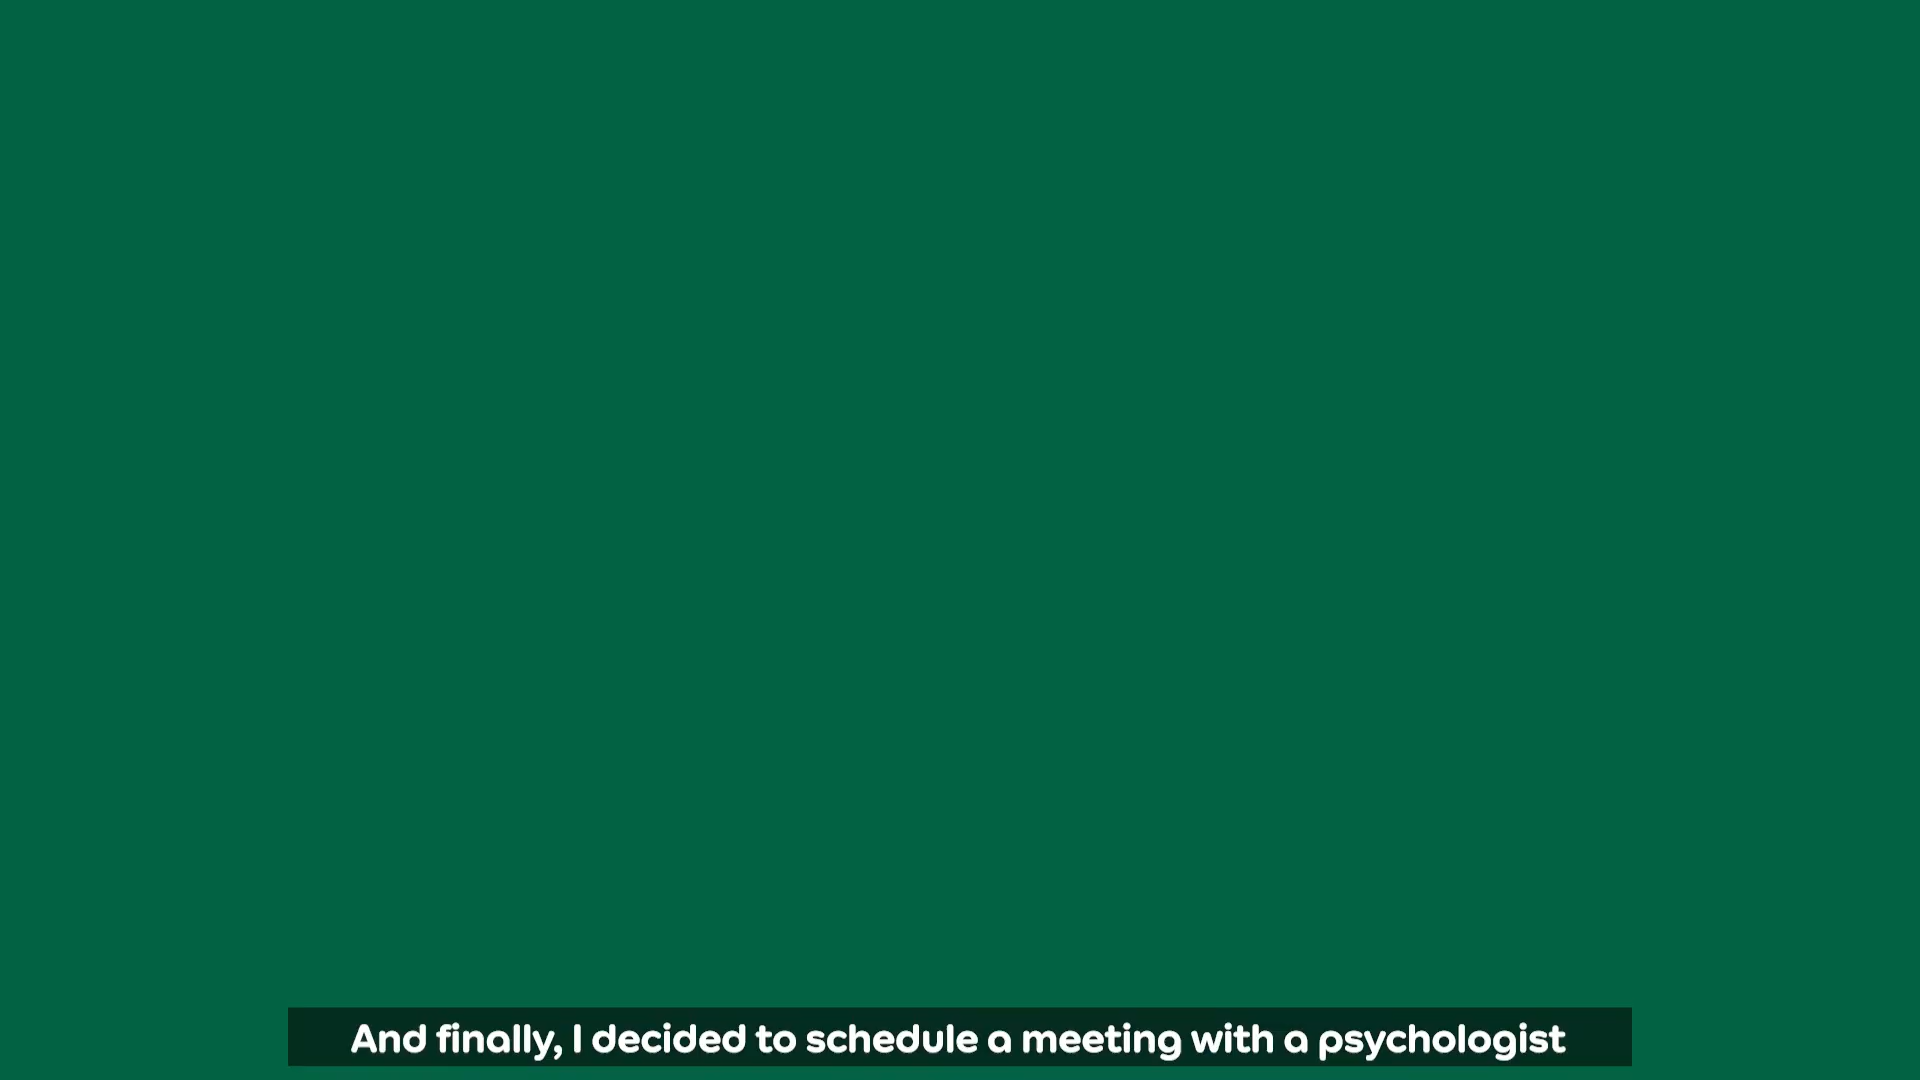 And finally, I decided to schedule a meeting with a psychologist